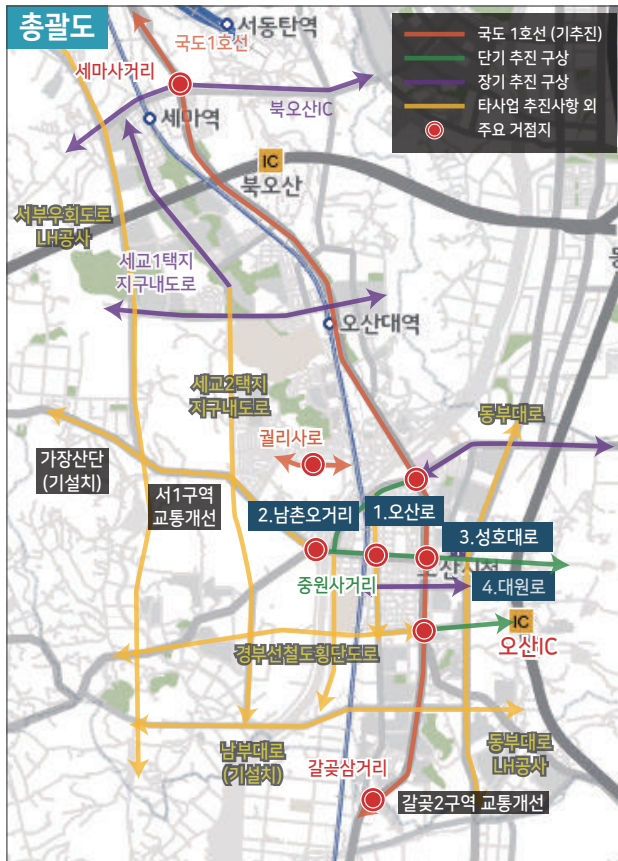 총괄도
서동탄역
국도1호선
세마사거리
국도 1호선 (기추진)
단기 추진 구상
장기 추진 구상
타사업 추진사항 외
주요 거점지
북오산IC
세마역
IC
북오산
서부우회도로
LH공사
세교1택지
지구내도로
오산대역
세교2택지
지구내도로
동부대로
궐리사로
가장산단
(기설치)
서1구역
교통개선
2.남촌오거리
1.오산로
3.성호대로
오산시청
중원사거리
4.대원로
IC
오산IC
경부선철도횡단도로
남부대로
(기설치)
갈곶삼거리
동부대로
LH공사
갈곶2구역 교통개선